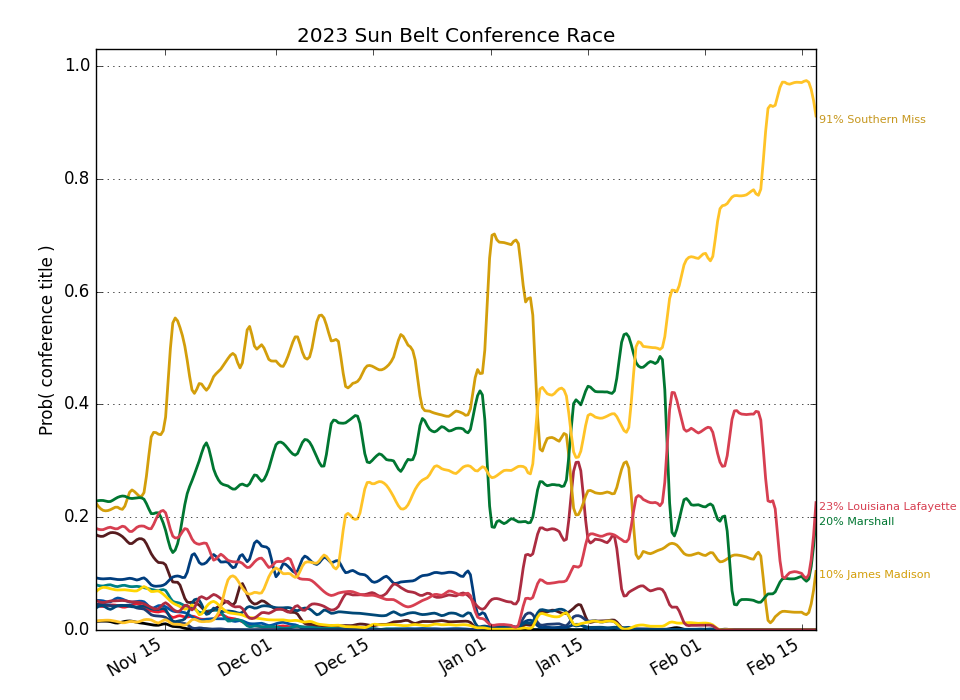 2023 Sun Belt Conference Race
Prob( conference title )
1.0
0.8
0.6
0.4
0.2
0.0
91% Southern Miss
23% Louisiana Lafayette
20% Marshall
10% James Madison
Nov 15
Dec 01
Dec 15
Jan 01
Jan 15
Feb 01
Feb 15